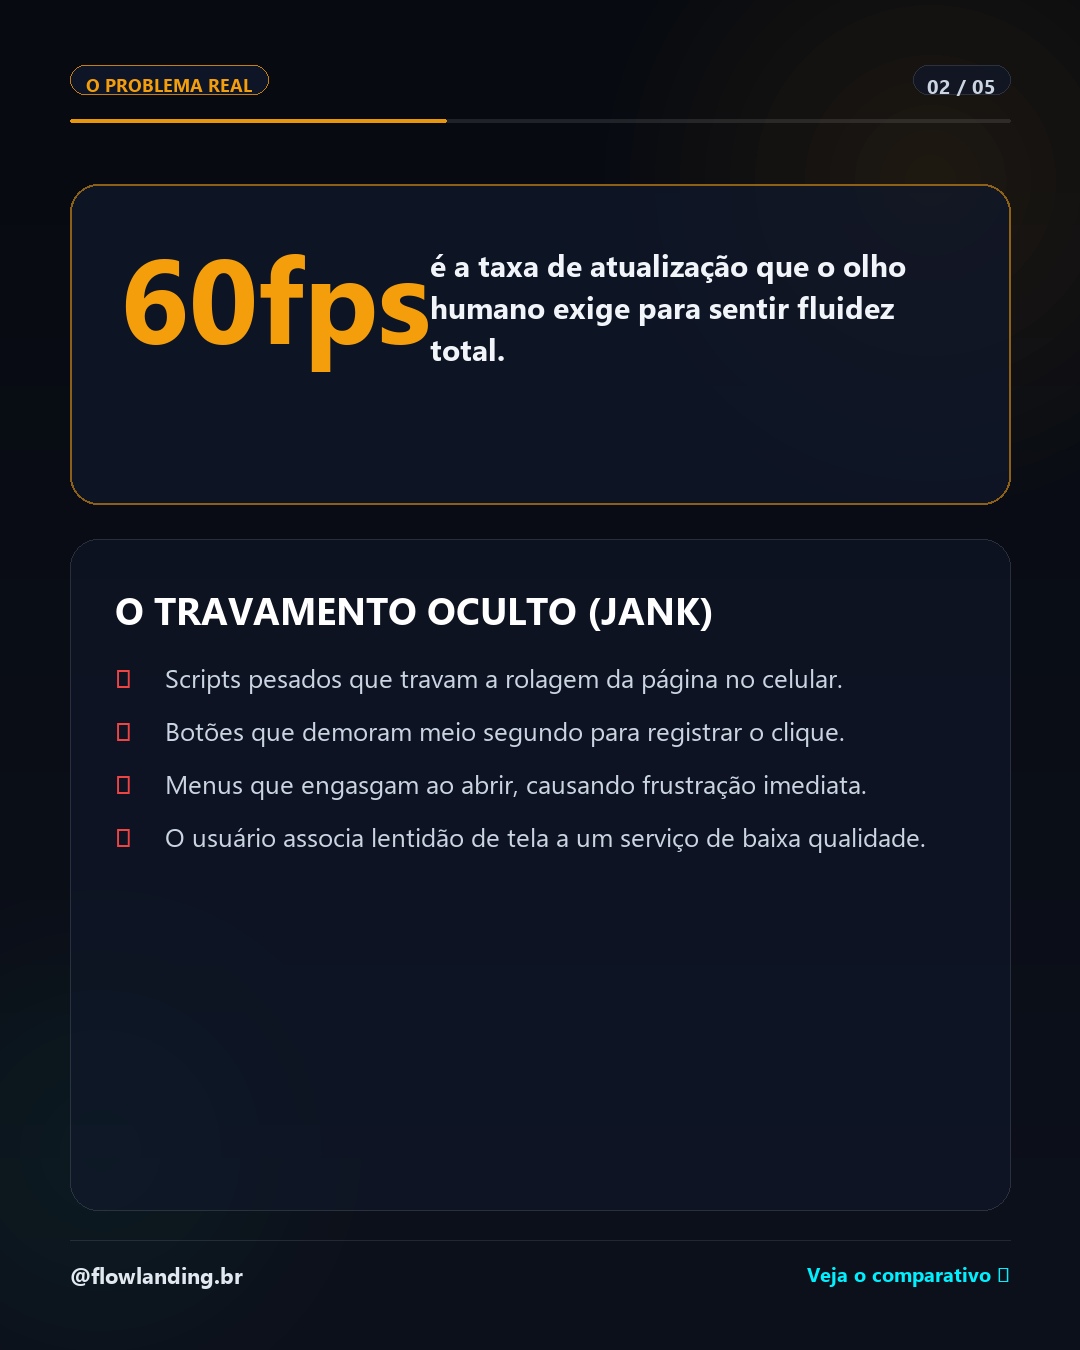 O PROBLEMA REAL
02 / 05
60fps
é a taxa de atualização que o olho
humano exige para sentir fluidez
total.
O TRAVAMENTO OCULTO (JANK)
Scripts pesados que travam a rolagem da página no celular.
Botões que demoram meio segundo para registrar o clique.
Menus que engasgam ao abrir, causando frustração imediata.
O usuário associa lentidão de tela a um serviço de baixa qualidade.
@flowlanding.br
Veja o comparativo